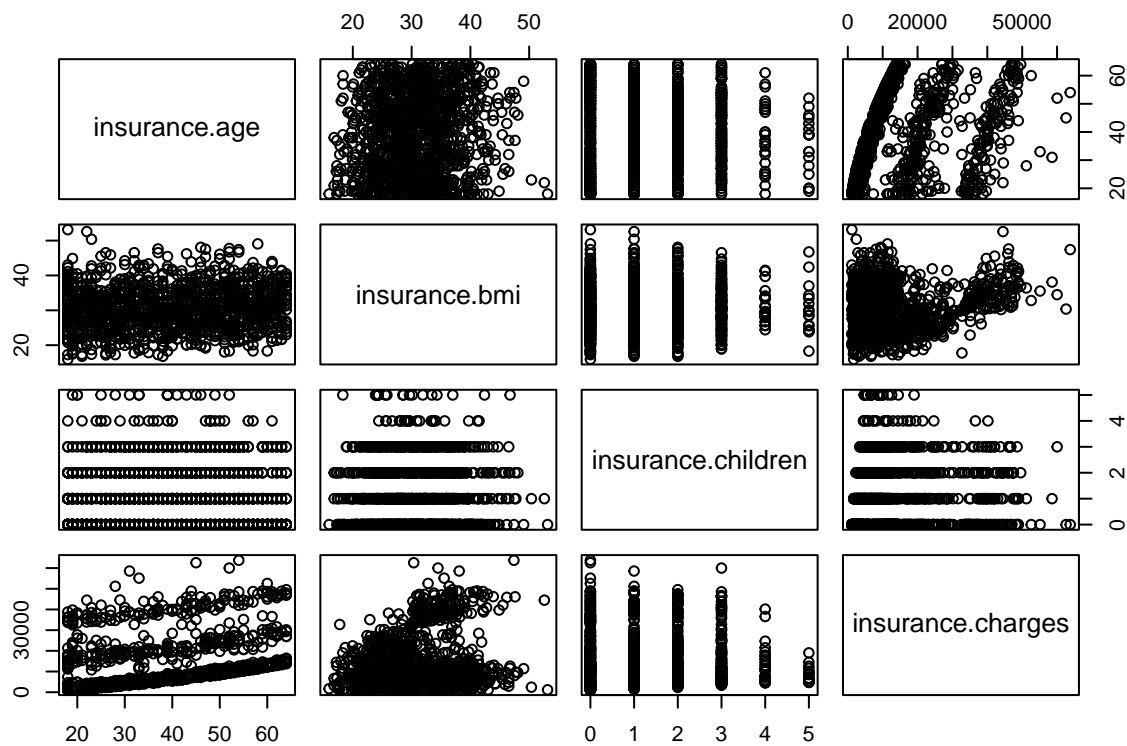 20 30 40 50
0 20000 50000
insurance.age
20 40 60
20 40
insurance.bmi
insurance.children
0 2 4
0 30000
insurance.charges
20 30 40 50 60
0 1 2 3 4 5